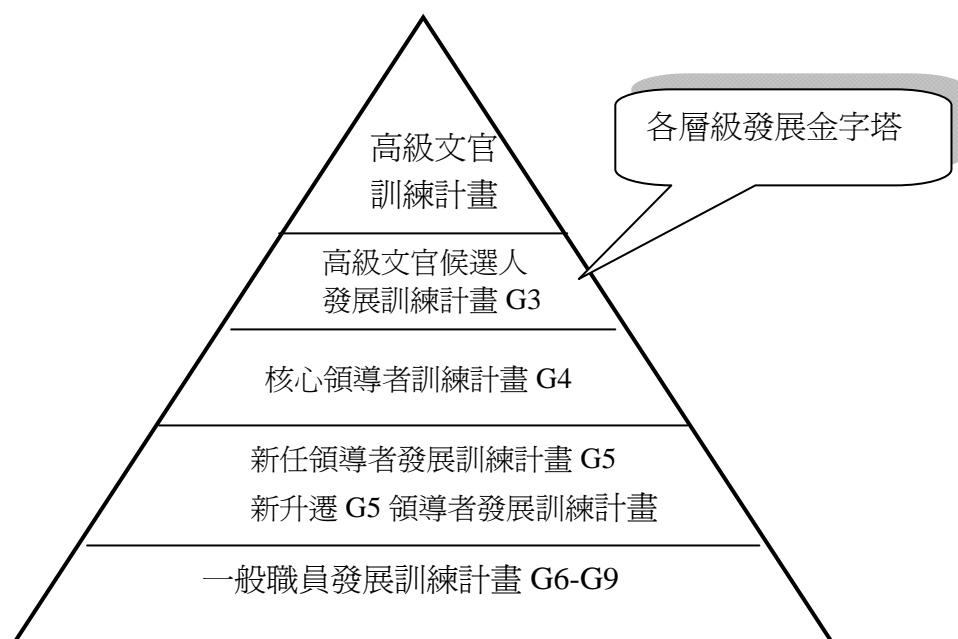 各層級發展金字塔
高級文官
訓練計畫
高級文官候選人
發展訓練計畫 G3
核心領導者訓練計畫 G4
新任領導者發展訓練計畫 G5
新升遷 G5 領導者發展訓練計畫
一般職員發展訓練計畫 G6-G9